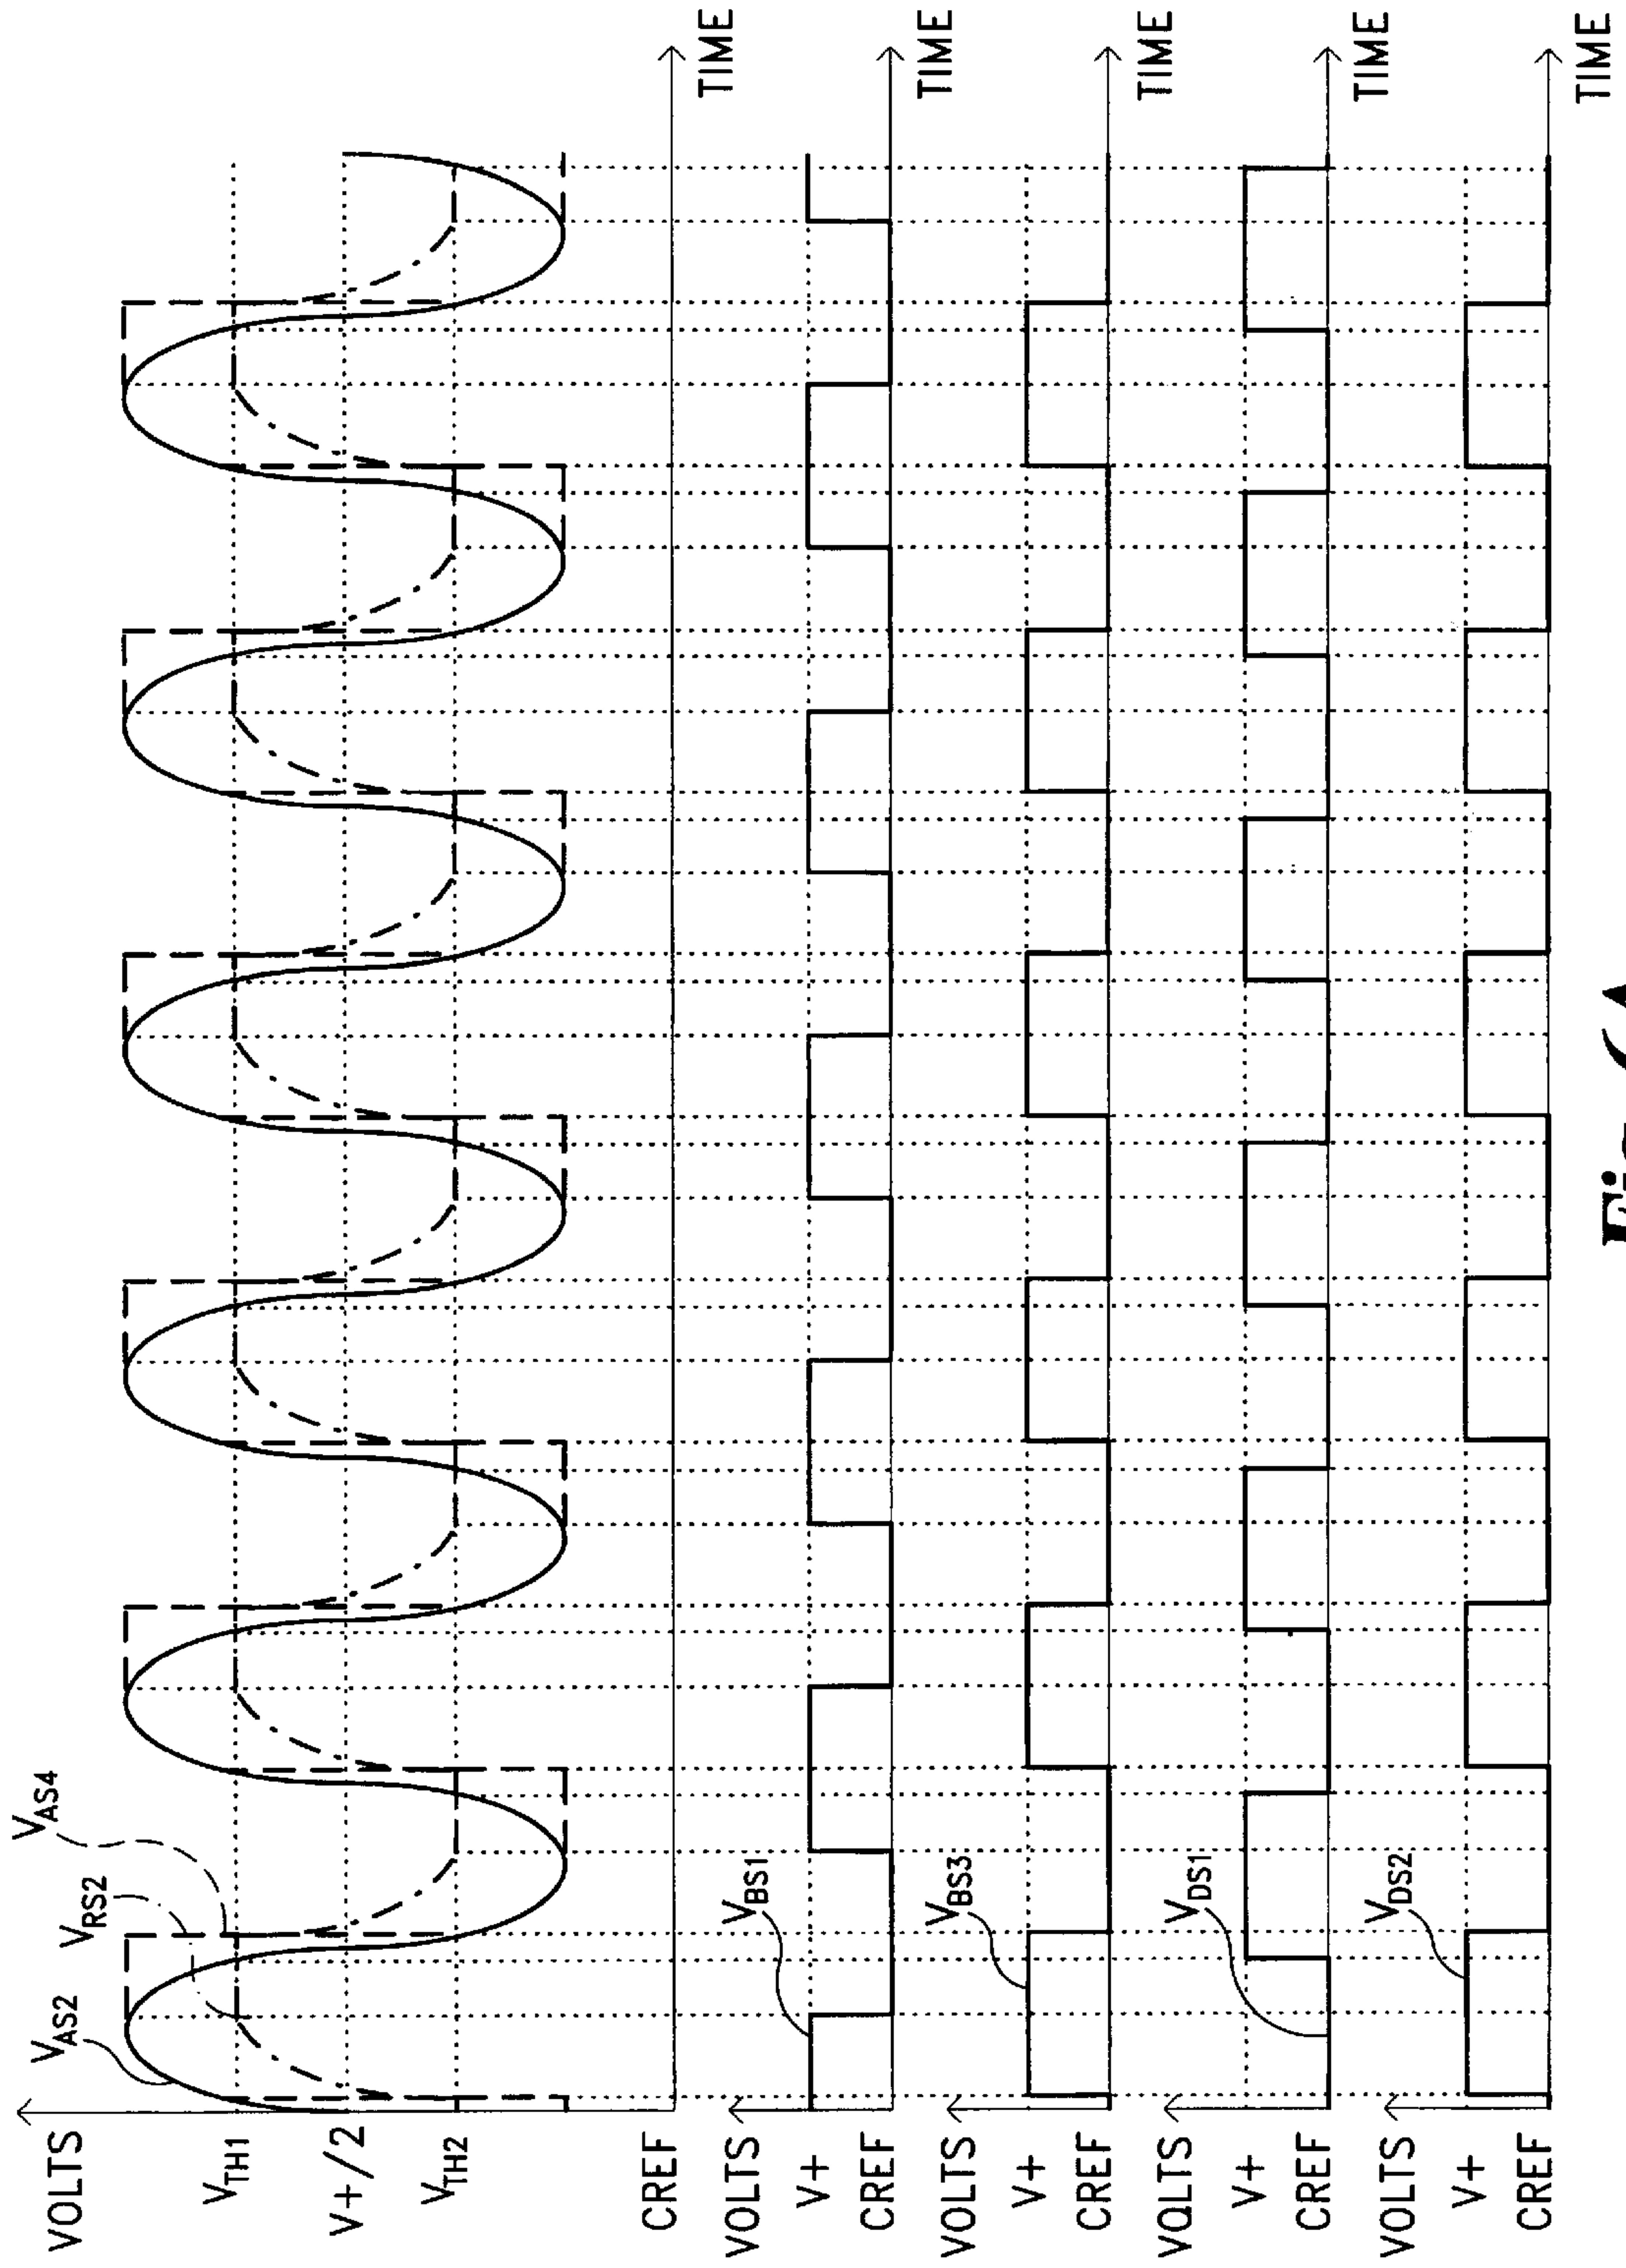 VOLTS
V_AS2
V_RS2
V_AS4
V_TH1
V+/2
V_TH2
CREF
TIME
VOLTS
V_BS1
V+
CREF
TIME
VOLTS
V_BS3
V+
CREF
TIME
VOLTS
V_DS1
V+
CREF
TIME
VOLTS
V_DS2
V+
CREF
TIME